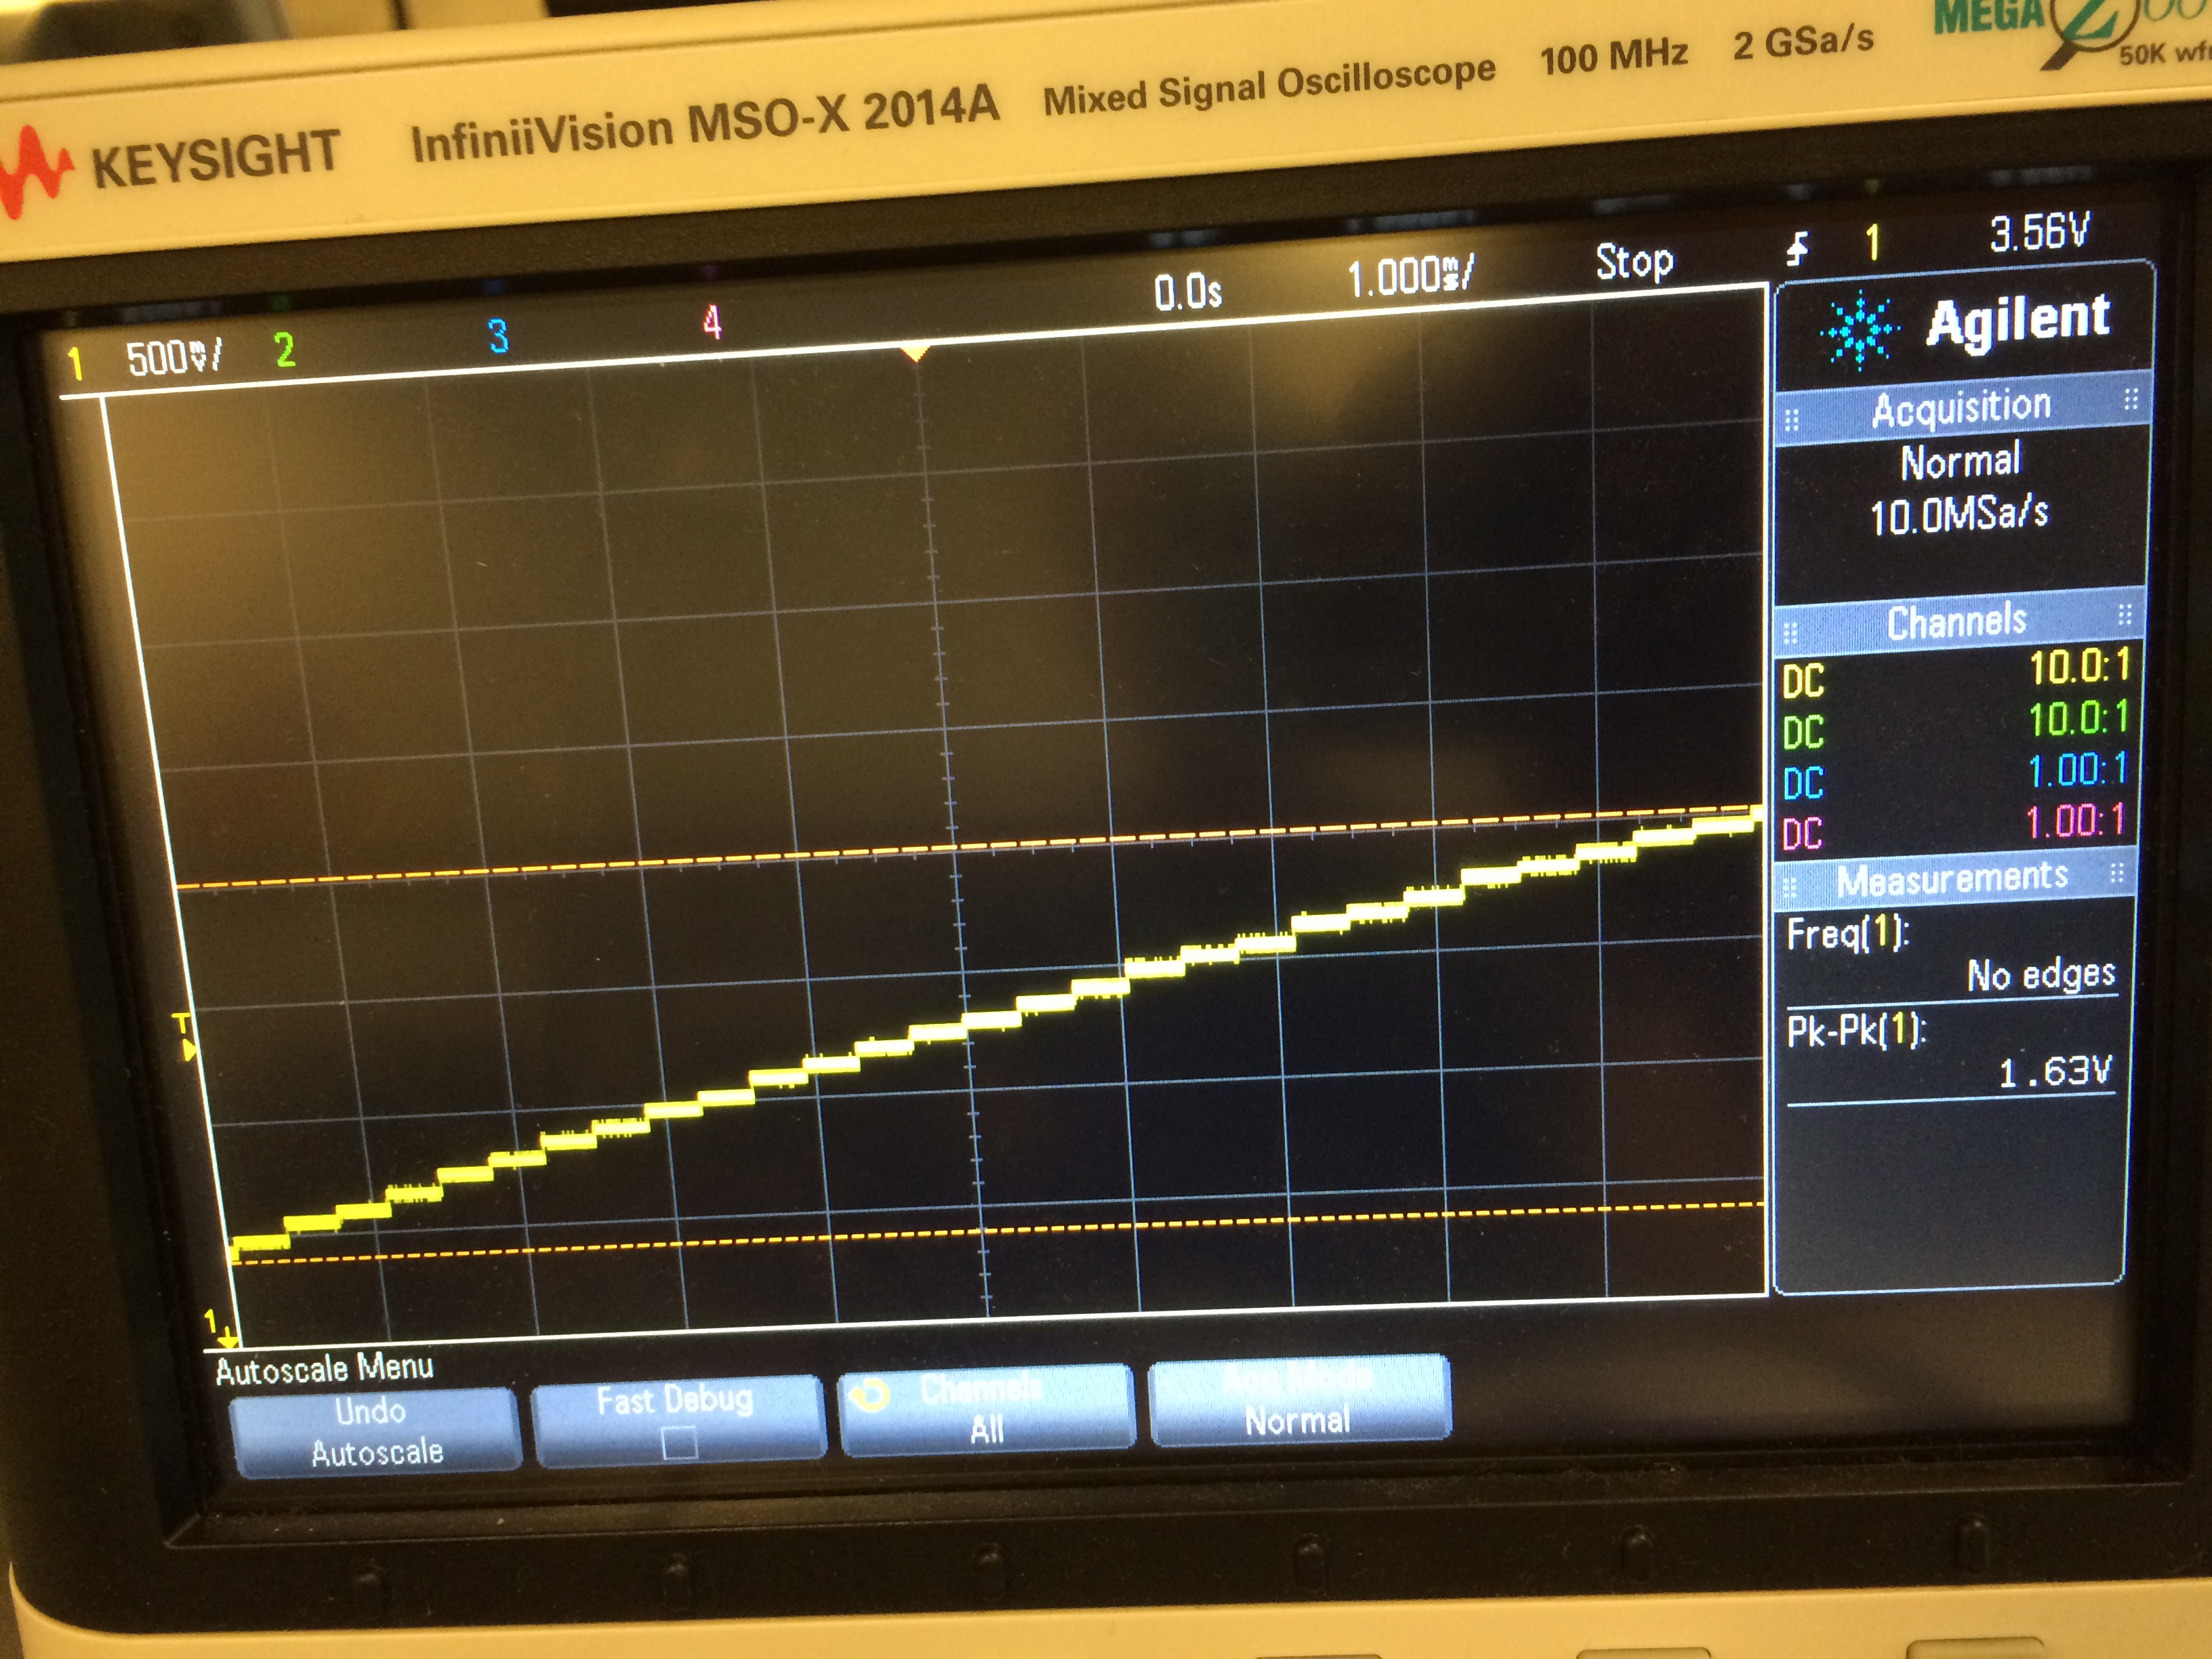 MEGA Zoo
50K wf
KEYSIGHT InfiniiVision MSO-X 2014A Mixed Signal Oscilloscope 100 MHz 2 GSa/s
1 500mV/ 2 3 4 0.0s 1.000ms/ Stop 1 3.56V
Agilent
Acquisition
Normal
10.0MSa/s
Channels
DC 10.0:1
DC 10.0:1
DC 1.00:1
DC 1.00:1
Measurements
Freq(1):
No edges
Pk-Pk(1):
1.63V
T
1
Autoscale Menu
Undo
Autoscale
Fast Debug
Channels
All
Acq Mode
Normal